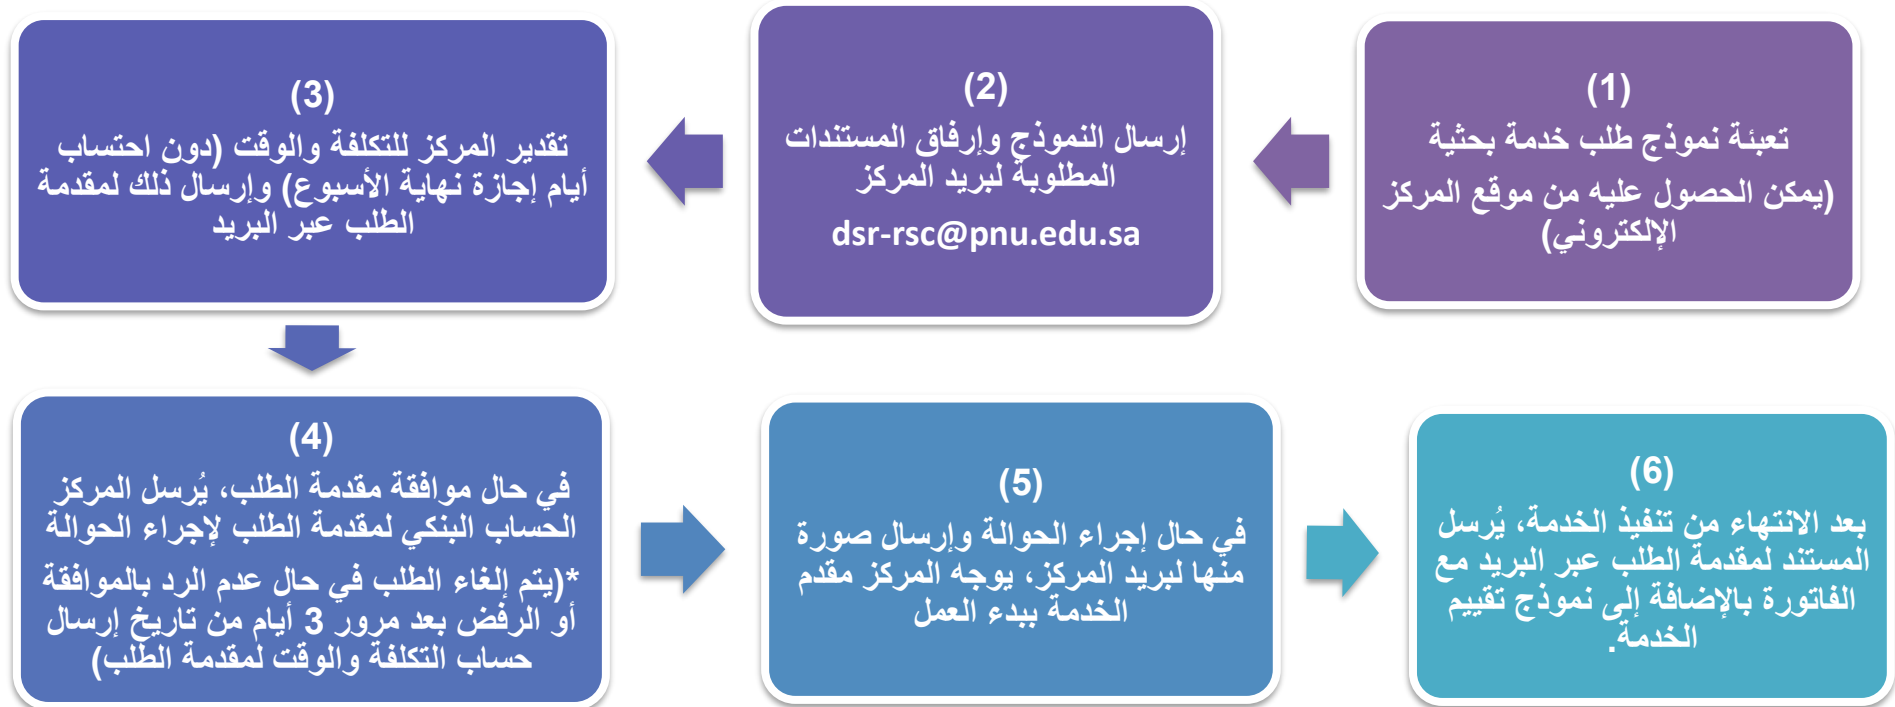 (1)
تعبئة نموذج طلب خدمة بحثية
(يمكن الحصول عليه من موقع المركز
الإلكتروني)
(2)
إرسال النموذج وإرفاق المستندات
المطلوبة لبريد المركز
dsr-rsc@pnu.edu.sa
(3)
تقدير المركز للتكلفة والوقت (دون احتساب
أيام إجازة نهاية الأسبوع) وإرسال ذلك لمقدمة
الطلب عبر البريد
(4)
في حال موافقة مقدمة الطلب، يُرسل المركز
الحساب البنكي لمقدمة الطلب لإجراء الحوالة
*(يتم إلغاء الطلب في حال عدم الرد بالموافقة
أو الرفض بعد مرور 3 أيام من تاريخ إرسال
حساب التكلفة والوقت لمقدمة الطلب)
(5)
في حال إجراء الحوالة وإرسال صورة
منها لبريد المركز، يوجه المركز مقدم
الخدمة ببدء العمل
(6)
بعد الانتهاء من تنفيذ الخدمة، يُرسل
المستند لمقدمة الطلب عبر البريد مع
الفاتورة بالإضافة إلى نموذج تقييم
الخدمة.